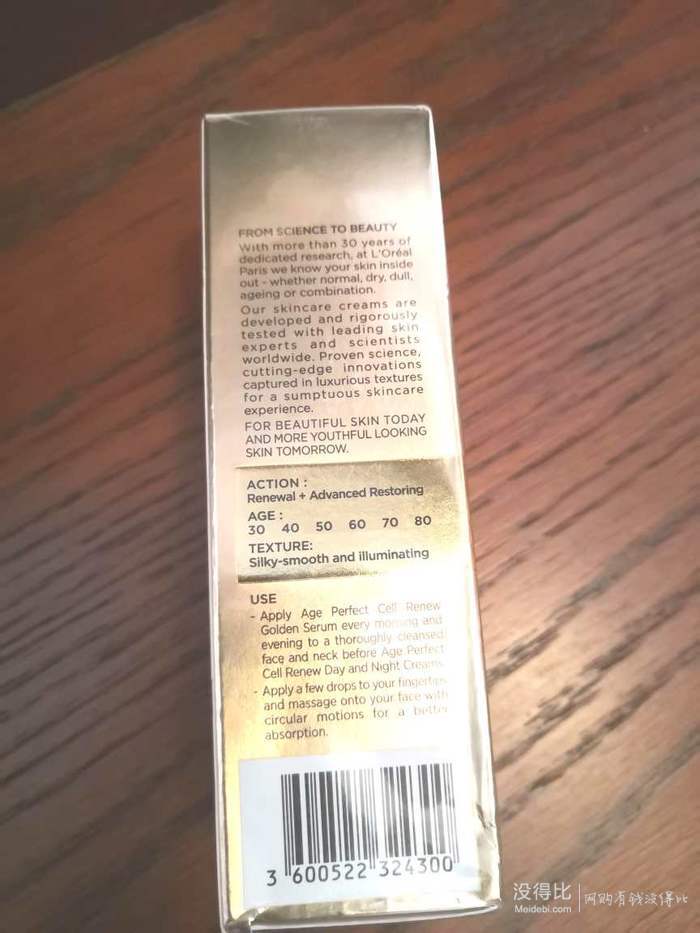 FROM SCIENCE TO BEAUTY
With more than 30 years of
dedicated research, at L'Oréal
Paris we know your skin inside
out - whether normal, dry, dull,
ageing or combination.
Our skincare creams are
developed and rigorously
tested with leading skin
experts and scientists
worldwide. Proven science,
cutting-edge innovations
captured in luxurious textures
for a sumptuous skincare
experience.
FOR BEAUTIFUL SKIN TODAY
AND MORE YOUTHFUL LOOKING
SKIN TOMORROW.
ACTION :
Renewal + Advanced Restoring
AGE :
30 40 50 60 70 80
TEXTURE:
Silky-smooth and illuminating
USE
- Apply Age Perfect Cell Renew
Golden Serum every morning and
evening to a thoroughly cleansed
face and neck before Age Perfect
Cell Renew Day and Night Creams.
- Apply a few drops to your fingertips
and massage onto your face with
circular motions for a better
absorption.
3 600522 324300
没得比 网购有钱没得比
Meidebi.com